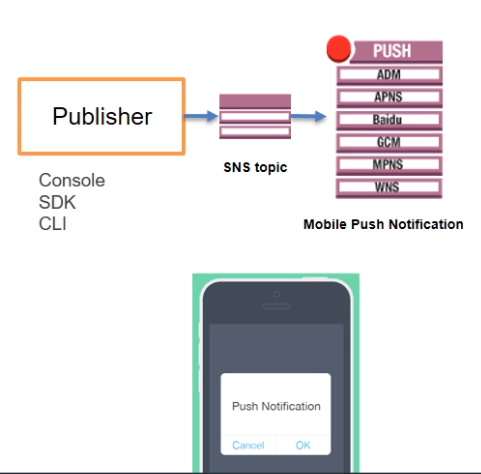 PUSH
ADM
APNS
Baidu
GCM
MPNS
WNS
Publisher
SNS topic
Mobile Push Notification
Console
SDK
CLI
Push Notification
Cancel OK